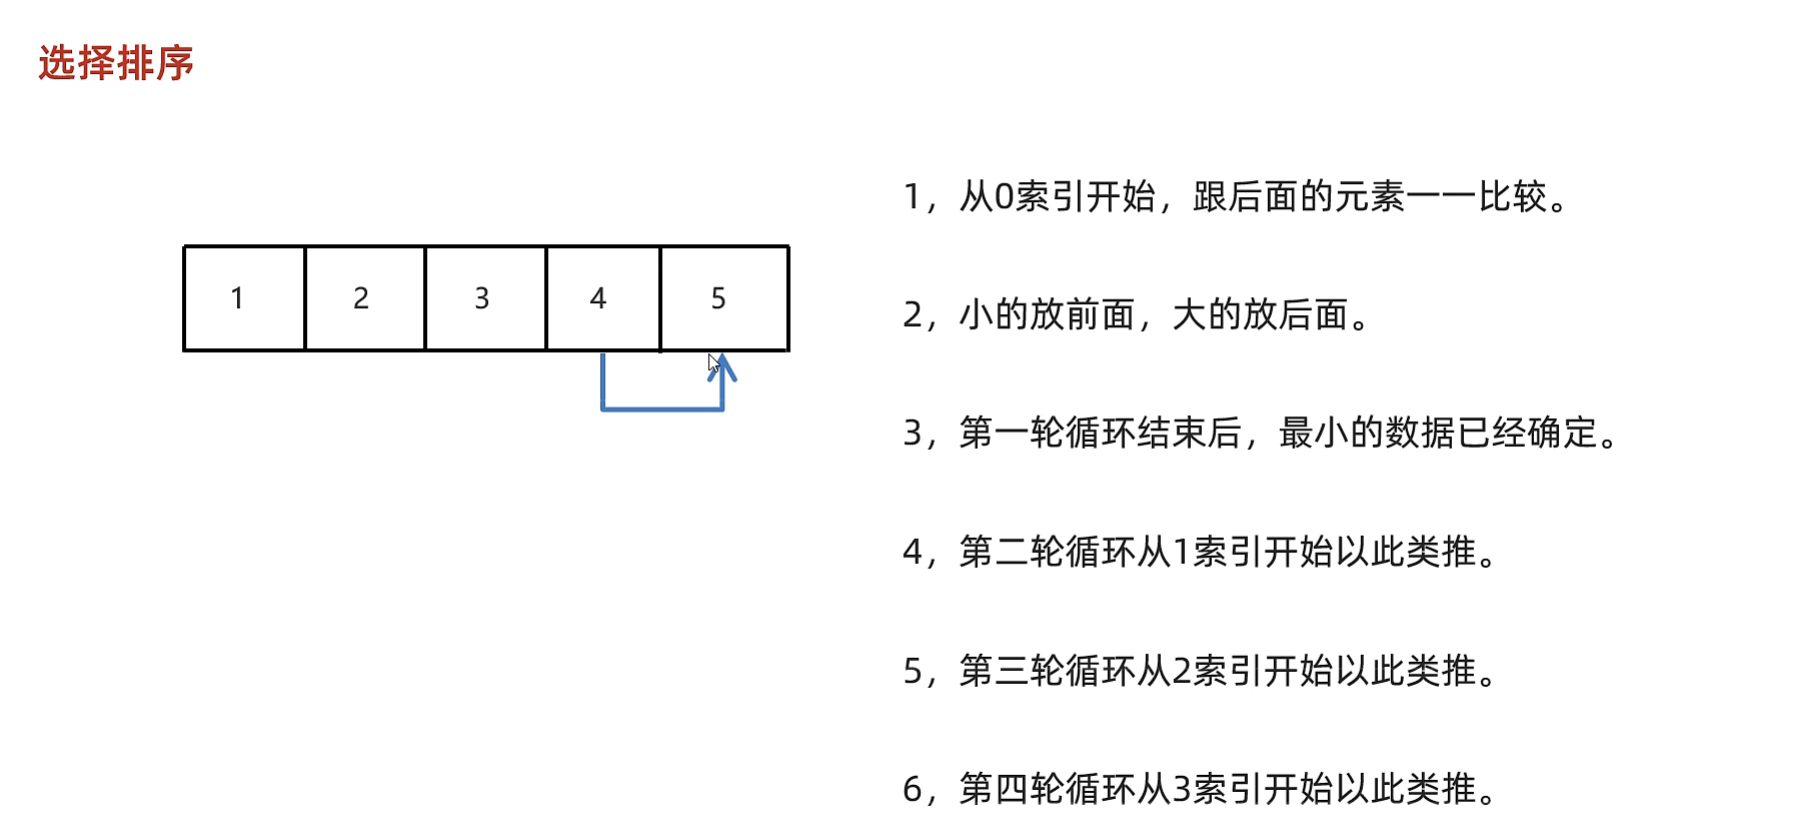 选择排序
1 2 3 4 5
1，从0索引开始，跟后面的元素一一比较。
2，小的放前面，大的放后面。
3，第一轮循环结束后，最小的数据已经确定。
4，第二轮循环从1索引开始以此类推。
5，第三轮循环从2索引开始以此类推。
6，第四轮循环从3索引开始以此类推。